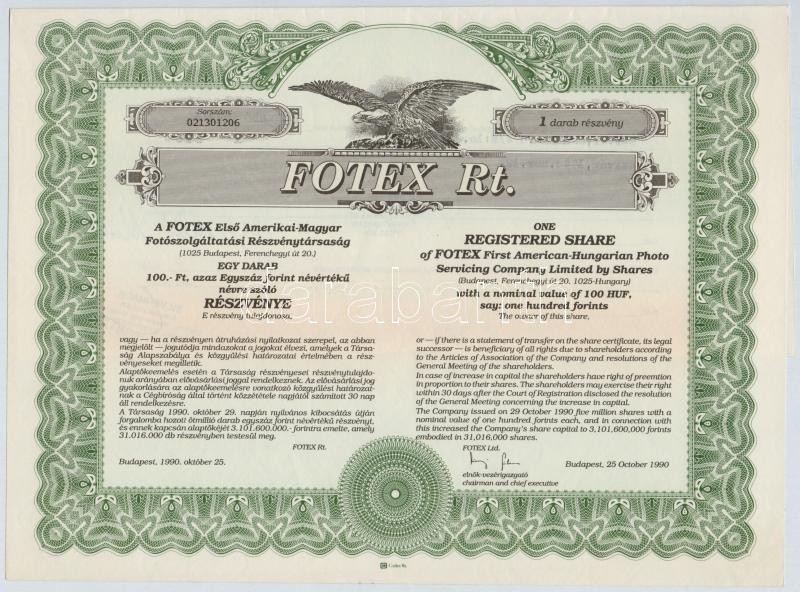 Sorszám:
021301206
1 darab részvény
FOTEX Rt.
A FOTEX Első Amerikai-Magyar
Fotószolgáltatási Részvénytársaság
(1025 Budapest, Ferenchegyi út 20.)
EGY DARAB
100.- Ft, azaz Egyszáz forint névértékű
névre szóló
RÉSZVÉNYE
E részvény tulajdonosa,
vagy — ha a részvényen átruházási nyilatkozat szerepel, az abban
megjelölt — jogutódja mindazokat a jogokat élvezi, amelyek a Társa-
ság Alapszabálya és közgyűlési határozatai értelmében a rész-
vényeseket megilletik.
Alaptőkeemelés esetén a Társaság részvényesei részvénytulajdo-
nuk arányában elővásárlási joggal rendelkeznek. Az elővásárlási jog
gyakorlására az alaptőkeemelésre vonatkozó közgyűlési határozat-
nak a Cégbíróság által történt közzététele napjától számított 30 nap
áll rendelkezésre.
A Társaság 1990. október 29. napján nyilvános kibocsátás útján
forgalomba hozott ötmillió darab egyszáz forint névértékű részvényt,
és ennek kapcsán alaptőkéjét 3.101,600.000.-forintra emelte, amely
31.016.000 db részvényben testesül meg.
FOTEX Rt.
Budapest, 1990. október 25.
ONE
REGISTERED SHARE
of FOTEX First American-Hungarian Photo
Servicing Company Limited by Shares
(Budapest, Ferenchegyi út 20. 1025-Hungary)
with a nominal value of 100 HUF,
say: one hundred forints
The owner of this share,
or — if there is a statement of transfer on the share certificate, its legal
successor — is beneficiary of all rights due to shareholders according
to the Articles of Association of the Company and resolutions of the
General Meeting of the shareholders.
In case of increase in capital the shareholders have right of preemtion
in proportion to their shares. The shareholders may exercise their right
within 30 days after the Court of Registration disclosed the resolution
of the General Meeting concerning the increase in capital.
The Company issued on 29 October 1990 five million shares with a
nominal value of one hundred forints each, and in connection with
this increased the Company's share capital to 3,101,600,000 forints
embodied in 31,016,000 shares.
FOTEX Ltd.
Budapest, 25 October 1990
elnök-vezérigazgató
chairman and chief executive